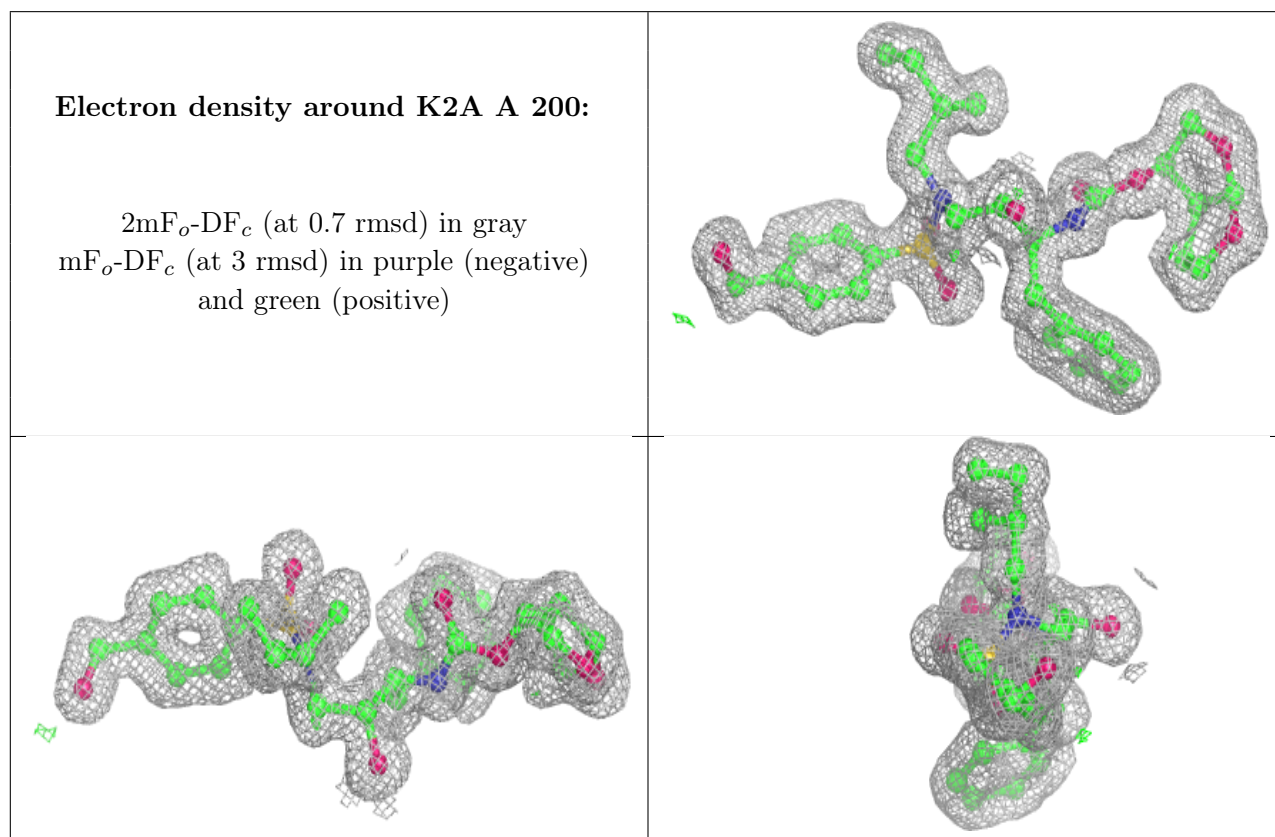 Electron density around K2A A 200:
2mFo-DFc (at 0.7 rmsd) in gray
mFo-DFc (at 3 rmsd) in purple (negative)
and green (positive)